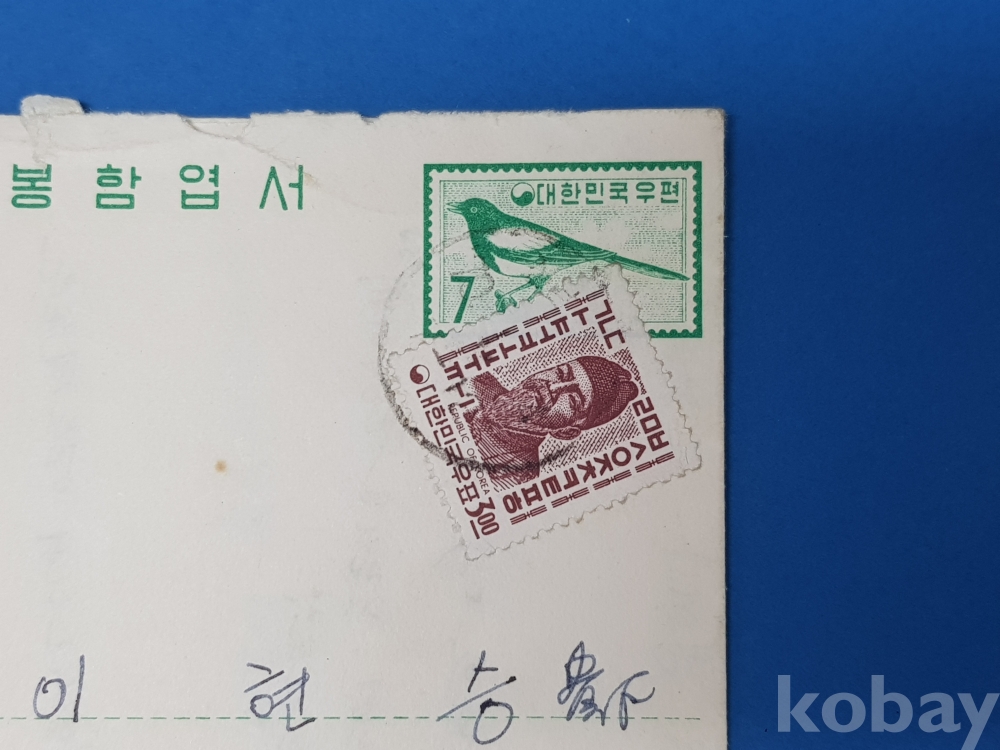 봉함엽서
대한민국우편
7
ㄱㄴㄷㄹㅁㅂㅅㅇㅈㅊㅋㅌㅍㅎ
대한민국우표
REPUBLIC OF KOREA
3.00
이 현 승
kobay